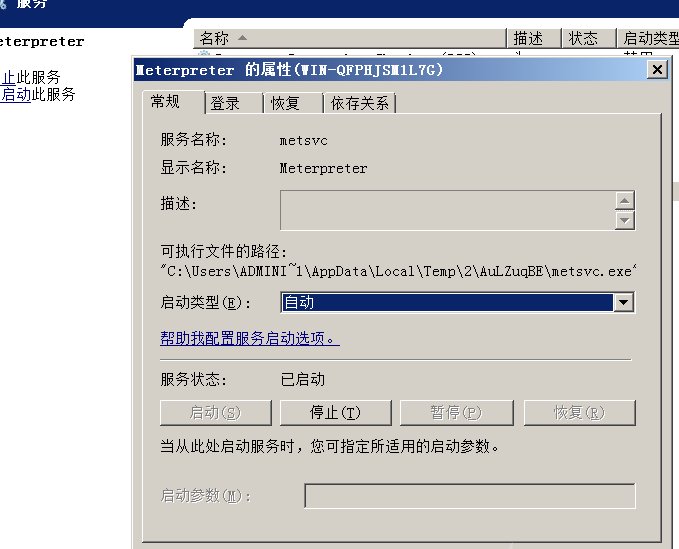 服务
eterpreter
止此服务
启动此服务
名称 描述 状态 启动类型
Meterpreter 的属性(WIN-QFPHJSM1L7G)
常规 登录 恢复 依存关系
服务名称: metsvc
显示名称: Meterpreter
描述:
可执行文件的路径:
"C:\Users\ADMINI~1\AppData\Local\Temp\2\AuLZuqBE\metsvc.exe"
启动类型(E): 自动
帮助我配置服务启动选项。
服务状态: 已启动
启动(S) 停止(T) 暂停(P) 恢复(R)
当从此处启动服务时，您可指定所适用的启动参数。
启动参数(M):